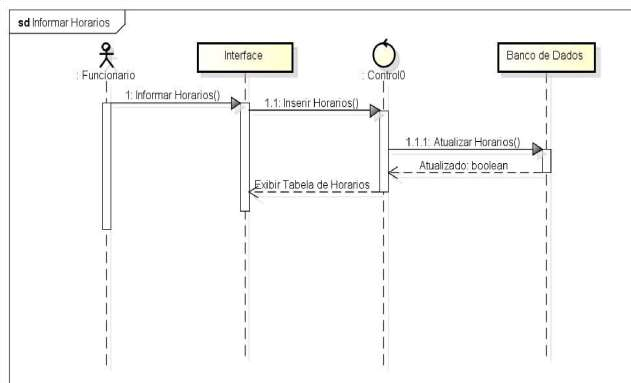 sd Informar Horarios
: Funcionario
Interface
: Control0
Banco de Dados
1: Informar Horarios()
1.1: Inserir Horarios()
1.1.1: Atualizar Horarios()
Atualizado: boolean
Exibir Tabela de Horarios